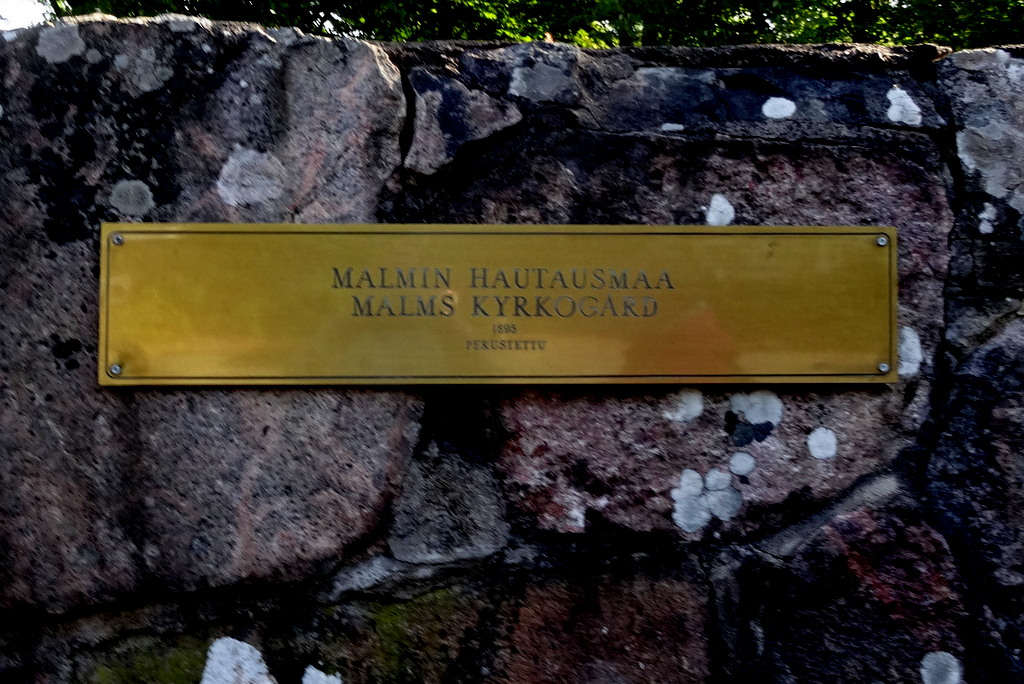 MALMIN HAUTAUSMAA
MALMS KYRKOGÅRD
1895
PERUSTETTU